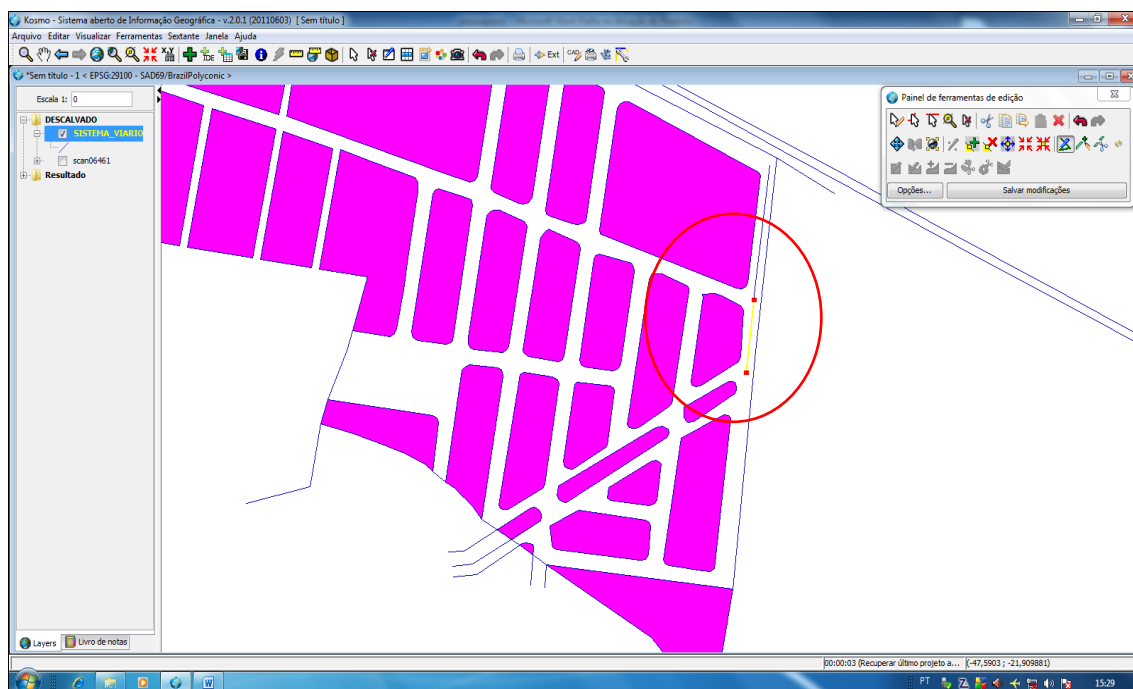 Kosmo - Sistema aberto de Informação Geográfica - v.2.0.1 (20110603) [ Sem título ]
Arquivo Editar Visualizar Ferramentas Sextante Janela Ajuda
Ext
*Sem título - 1 < EPSG:29100 - SAD69/BrazilPolyconic >
Escala 1: 0
DESCALVADO
SISTEMA_VIARIO
scan06461
Resultado
Painel de ferramentas de edição
Opções...
Salvar modificações
Layers
Livro de notas
00:00:03 (Recuperar último projeto a...
(-47,5903 ; -21,909881)
PT
15:29